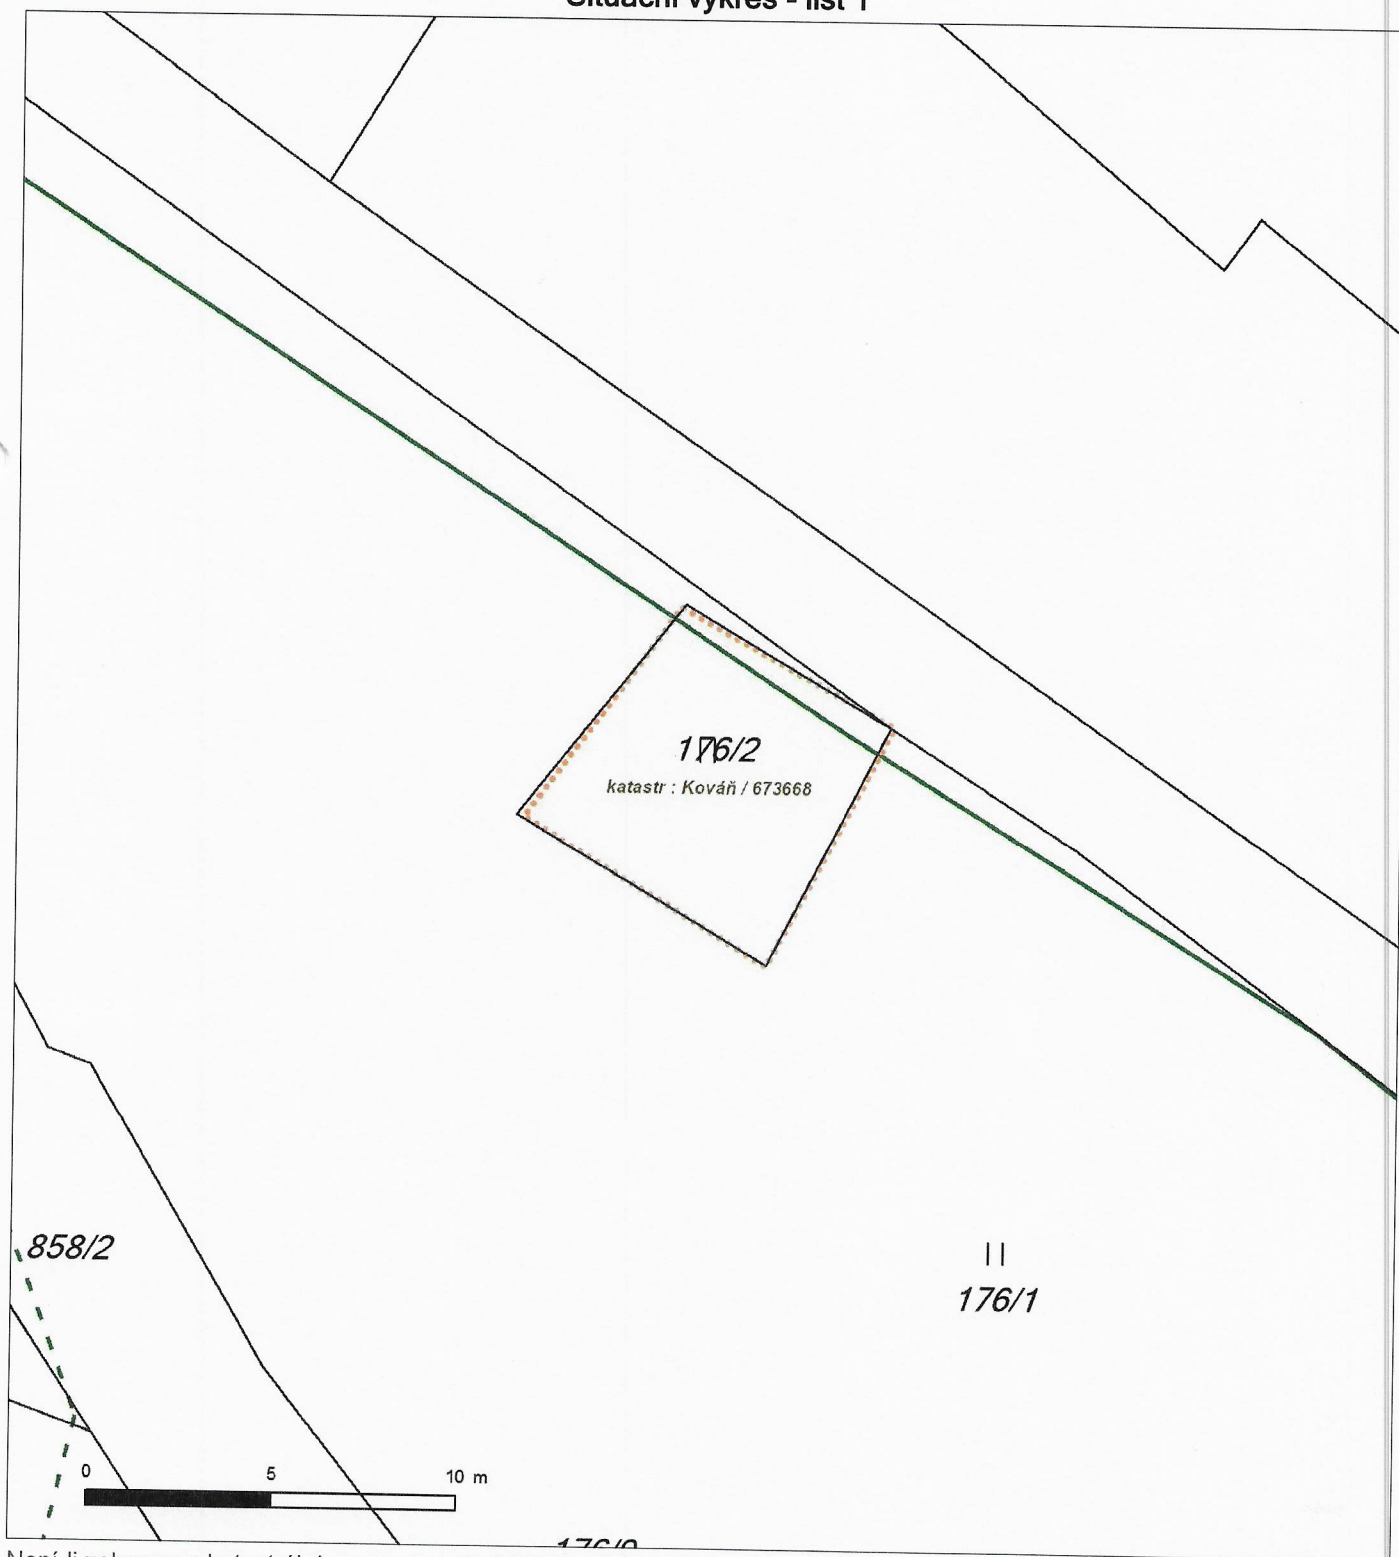 Situační výkres - list 1
176/2
katastr : Kováň / 673668
858/2
176/1
0 5 10 m